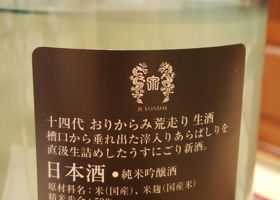 JUYONDAI
十四代 おりからみ荒走り 生酒
槽口から垂れ出た滓入りあらばしりを
直汲生詰めしたうすにごり新酒。
日本酒 ●純米吟醸酒
原材料名:米(国産)、米麹(国産米)